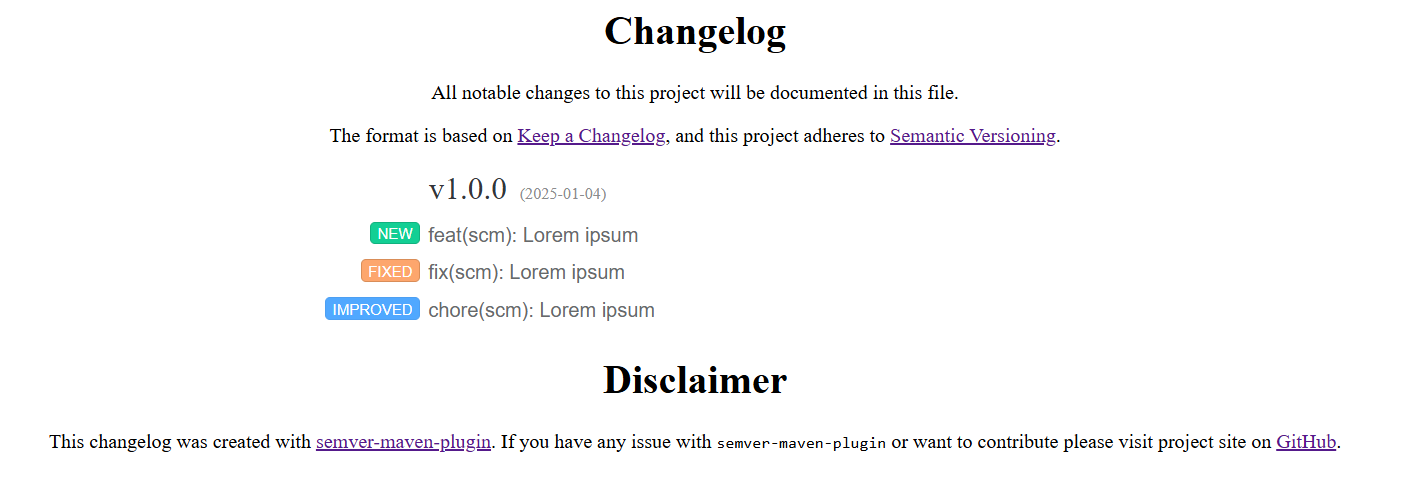 Changelog
All notable changes to this project will be documented in this file.
The format is based on Keep a Changelog, and this project adheres to Semantic Versioning.
v1.0.0 (2025-01-04)
NEW feat(scm): Lorem ipsum
FIXED fix(scm): Lorem ipsum
IMPROVED chore(scm): Lorem ipsum
Disclaimer
This changelog was created with semver-maven-plugin. If you have any issue with semver-maven-plugin or want to contribute please visit project site on GitHub.